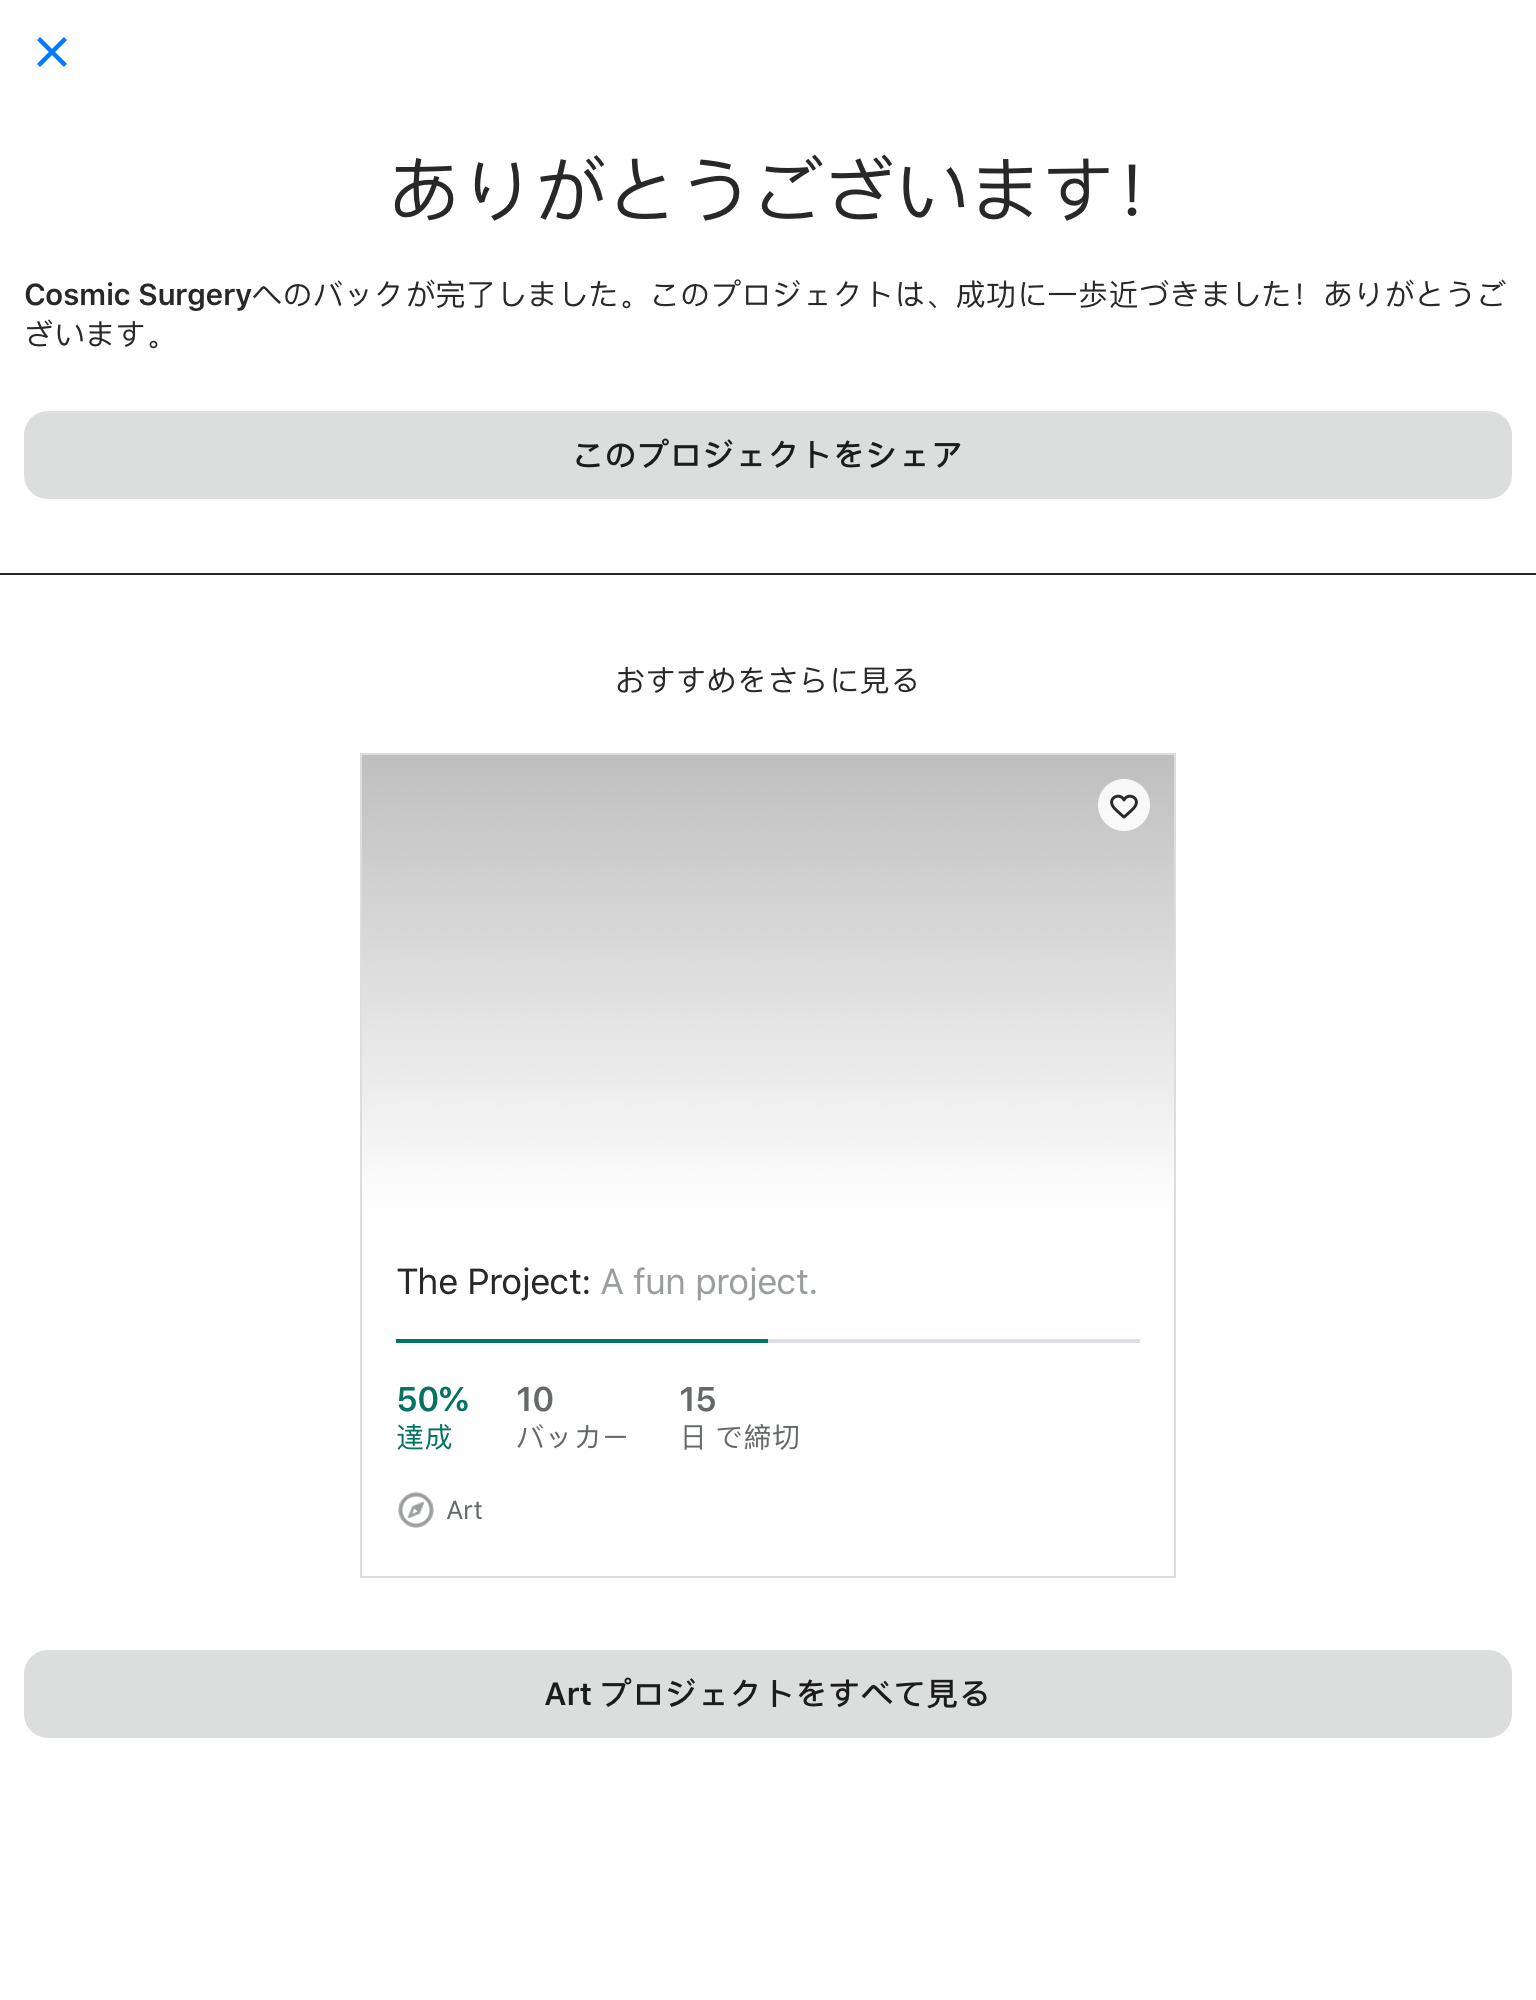 ありがとうございます！
Cosmic Surgeryへのバックが完了しました。このプロジェクトは、成功に一歩近づきました！ありがとうご
ざいます。
このプロジェクトをシェア
おすすめをさらに見る
The Project: A fun project.
50% 10 15
達成 バッカー 日 で締切
Art
Art プロジェクトをすべて見る